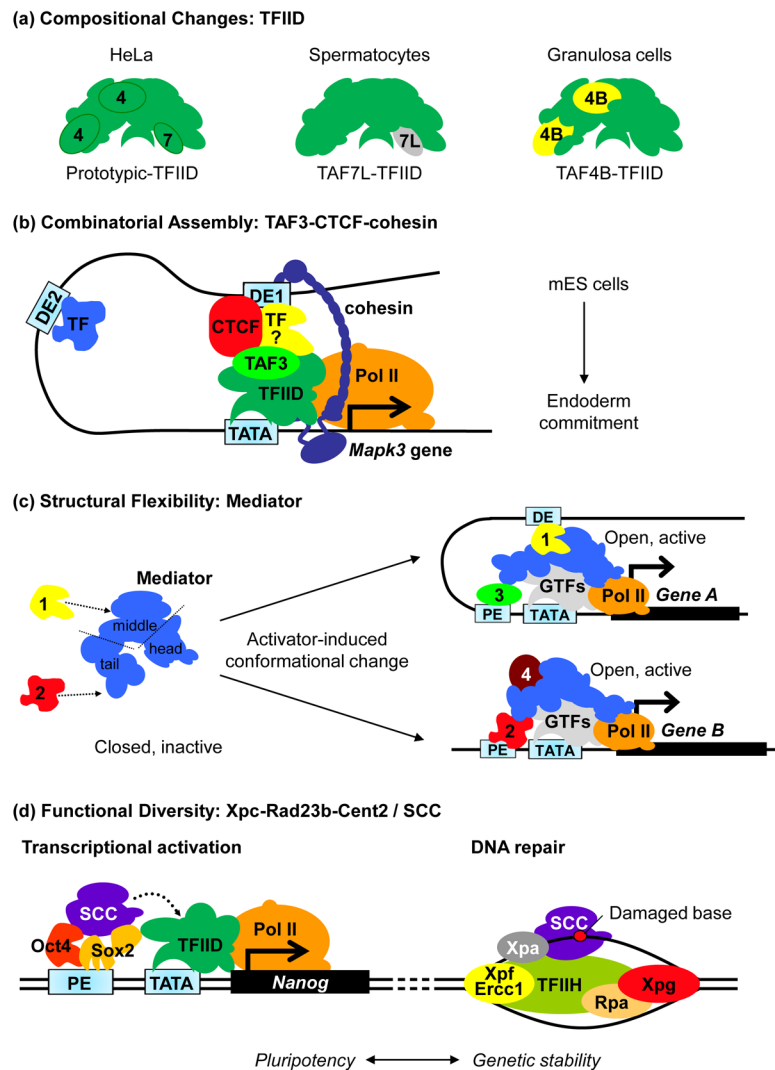 (a) Compositional Changes: TFIID
HeLa
Spermatocytes
Granulosa cells
4
4
7
7L
4B
4B
Prototypic-TFIID
TAF7L-TFIID
TAF4B-TFIID
(b) Combinatorial Assembly: TAF3-CTCF-cohesin
DE2
TF
DE1
cohesin
CTCF
TF
?
TAF3
TFIID
Pol II
TATA
Mapk3 gene
mES cells
Endoderm
commitment
(c) Structural Flexibility: Mediator
Mediator
1
middle
head
tail
2
Closed, inactive
Activator-induced
conformational change
DE
1
Open, active
3
GTFs
Pol II
Gene A
PE
TATA
4
Open, active
2
GTFs
Pol II
Gene B
PE
TATA
(d) Functional Diversity: Xpc-Rad23b-Cent2 / SCC
Transcriptional activation
DNA repair
SCC
Oct4
Sox2
TFIID
Pol II
PE
TATA
Nanog
SCC
Damaged base
Xpa
Xpf
Ercc1
TFIIH
Rpa
Xpg
Pluripotency
Genetic stability